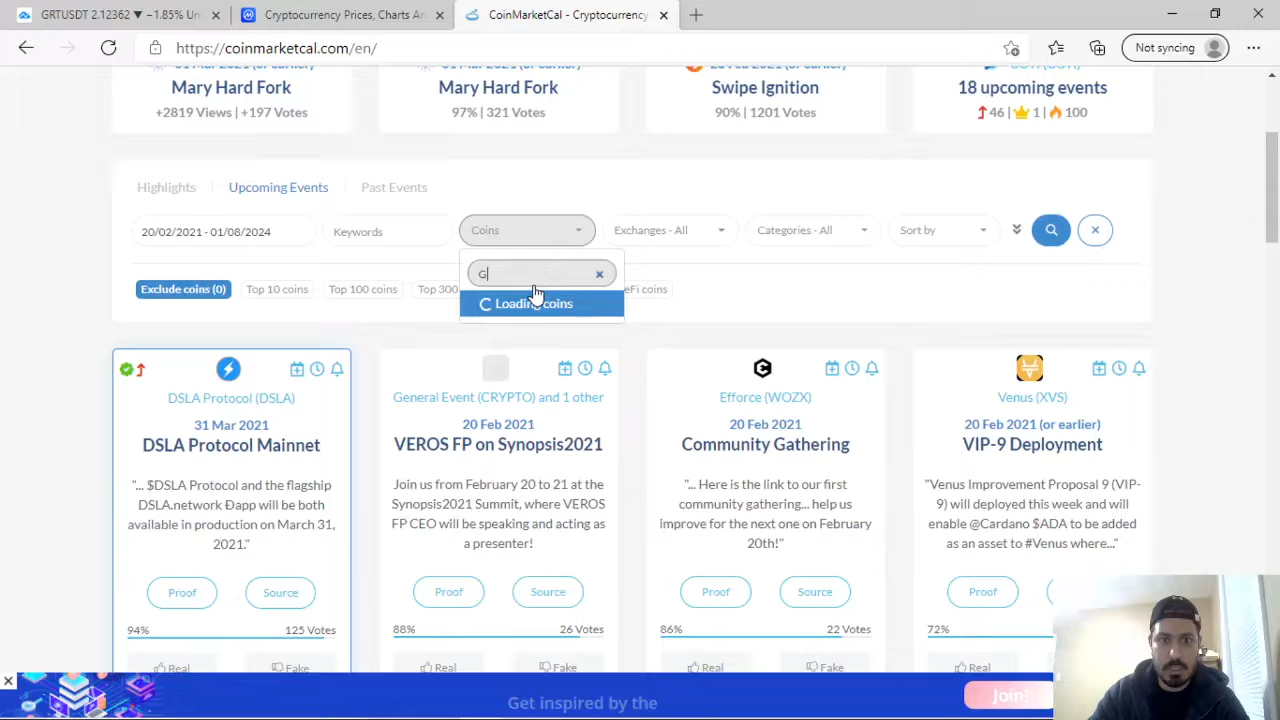 GRTUSDT 2.12362 ▼ −1.85% Un
Cryptocurrency Prices, Charts An
CoinMarketCal - Cryptocurrency
https://coinmarketcal.com/en/
Not syncing
Mary Hard Fork
+2819 Views | +197 Votes
Mary Hard Fork
97% | 321 Votes
Swipe Ignition
90% | 1201 Votes
18 upcoming events
46 | 1 | 100
Highlights
Upcoming Events
Past Events
20/02/2021 - 01/08/2024
Keywords
Coins
Exchanges - All
Categories - All
Sort by
G
Loading coins
Exclude coins (0)
Top 10 coins
Top 100 coins
Top 300
eFi coins
DSLA Protocol (DSLA)
31 Mar 2021
DSLA Protocol Mainnet
"... $DSLA Protocol and the flagship
DSLA.network Đapp will be both
available in production on March 31,
2021."
Proof
Source
94%
125 Votes
Real
Fake
General Event (CRYPTO) and 1 other
20 Feb 2021
VEROS FP on Synopsis2021
Join us from February 20 to 21 at the
Synopsis2021 Summit, where VEROS
FP CEO will be speaking and acting as
a presenter!
Proof
Source
88%
26 Votes
Real
Fake
Efforce (WOZX)
20 Feb 2021
Community Gathering
"... Here is the link to our first
community gathering... help us
improve for the next one on February
20th!"
Proof
Source
86%
22 Votes
Real
Fake
Venus (XVS)
20 Feb 2021 (or earlier)
VIP-9 Deployment
"Venus Improvement Proposal 9 (VIP-
9) will deployed this week and will
enable @Cardano $ADA to be added
as an asset to #Venus where..."
Proof
72%
Real
Get inspired by the
Join!